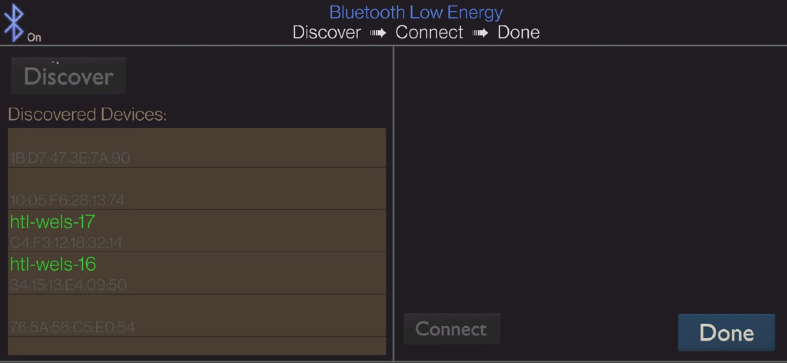 On
Bluetooth Low Energy
Discover ➠ Connect ➠ Done
Discover
Discovered Devices:
1B:D7:47:3E:7A:90
10:05:F6:28:13:74
htl-wels-17
C4:F3:12:18:32:14
htl-wels-16
34:15:13:E4:09:50
76:5A:56:C5:E0:54
Connect
Done